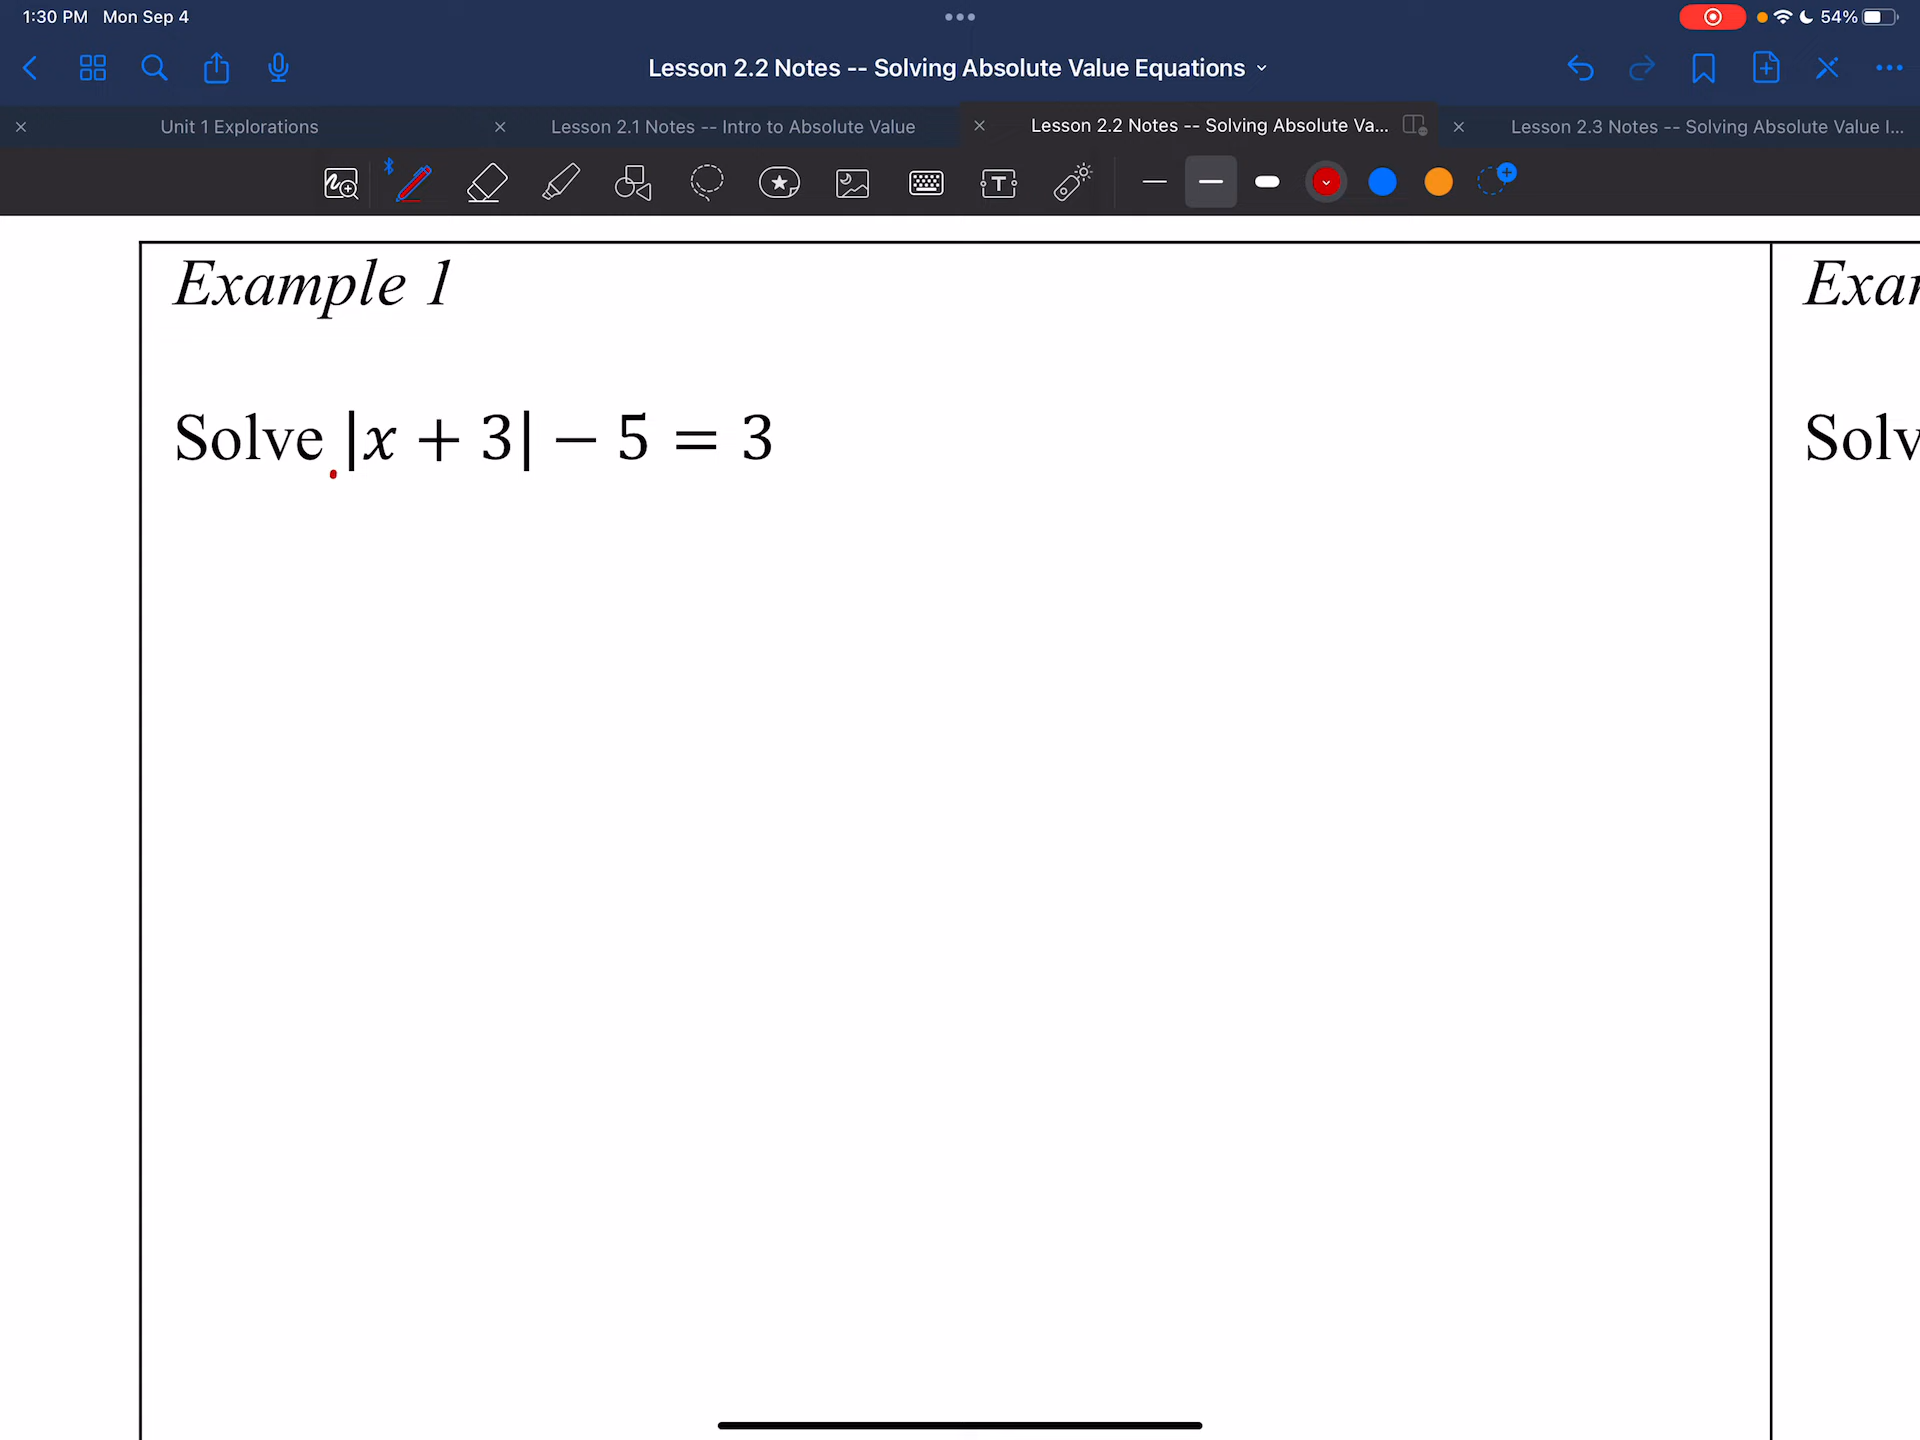 1:30 PM Mon Sep 4
54%
Lesson 2.2 Notes -- Solving Absolute Value Equations
Unit 1 Explorations
Lesson 2.1 Notes -- Intro to Absolute Value
Lesson 2.2 Notes -- Solving Absolute Va...
Lesson 2.3 Notes -- Solving Absolute Value I...
Example 1
Exar
Solve |x + 3| − 5 = 3
Solv